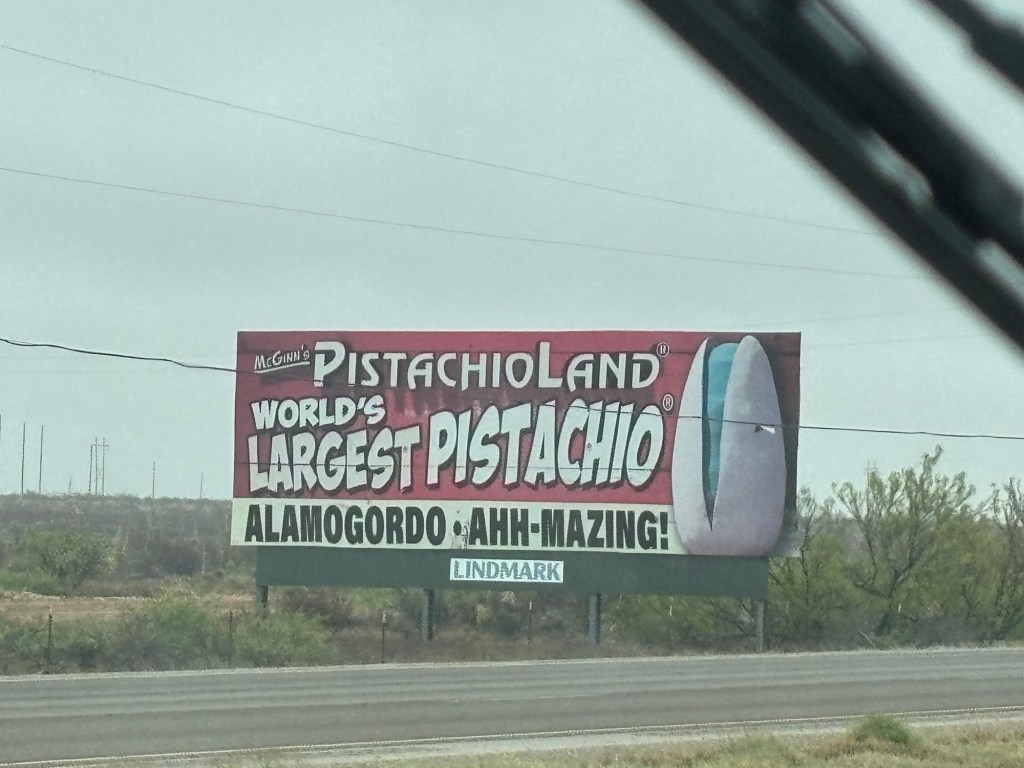 McGinn's PistachioLand®
WORLD'S
LARGEST PISTACHIO®
ALAMOGORDO • AHH-MAZING!
LINDMARK